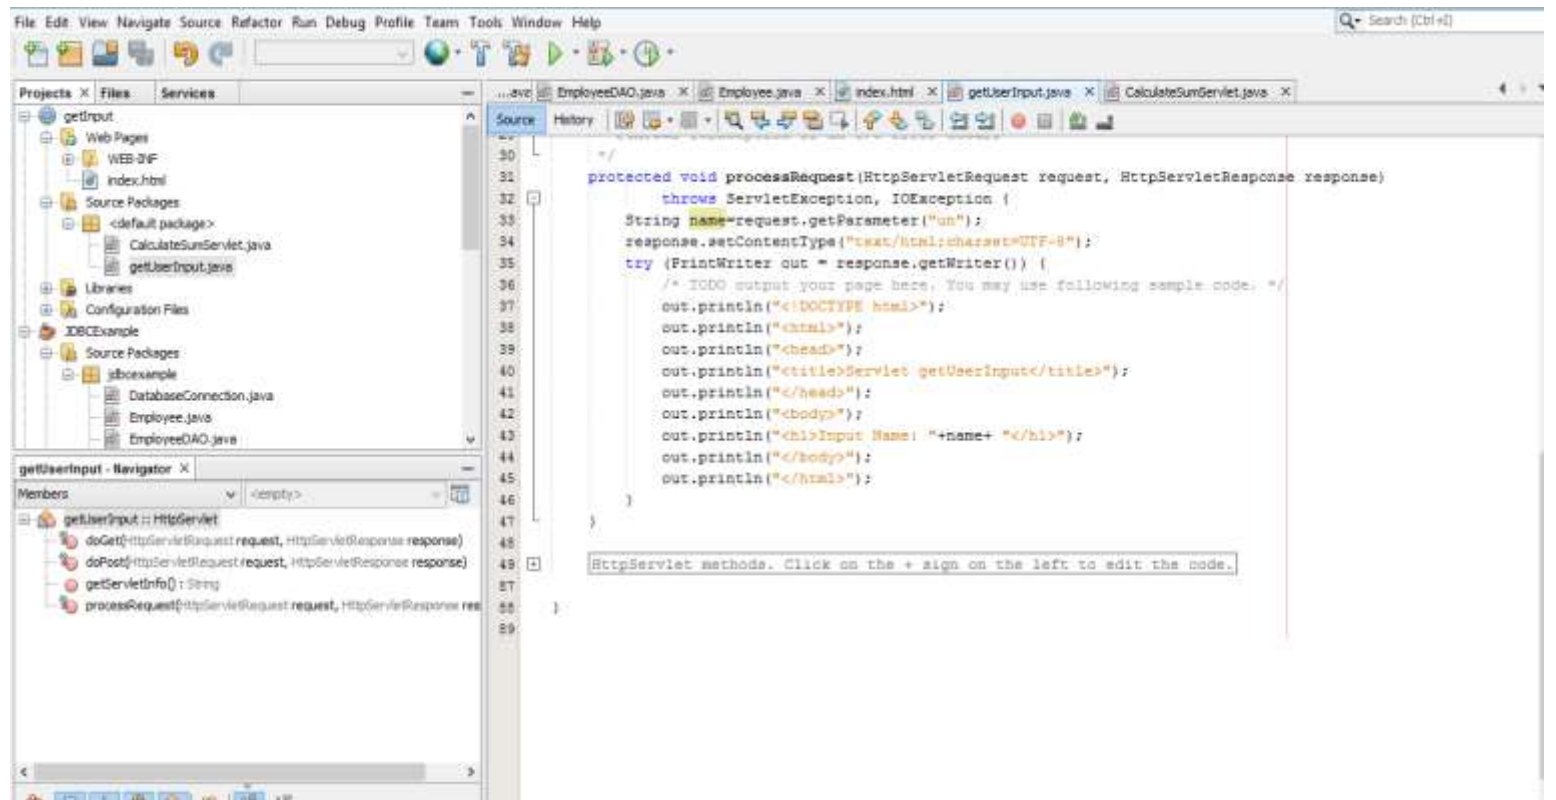 File Edit View Navigate Source Refactor Run Debug Profile Team Tools Window Help
Search (Ctrl+I)
Projects × Files Services
getInput
Web Pages
WEB-INF
index.html
Source Packages
<default package>
CalculateSumServlet.java
getUserInput.java
Libraries
Configuration Files
JDBCExample
Source Packages
jdbcexample
DatabaseConnection.java
Employee.java
EmployeeDAO.java
getUserInput - Navigator ×
Members <empty>
getUserInput :: HttpServlet
doGet(HttpServletRequest request, HttpServletResponse response)
doPost(HttpServletRequest request, HttpServletResponse response)
getServletInfo() : String
processRequest(HttpServletRequest request, HttpServletResponse res
...ave EmployeeDAO.java × Employee.java × index.html × getUserInput.java × CalculateSumServlet.java ×
Source History
30 */
31 protected void processRequest(HttpServletRequest request, HttpServletResponse response)
32 throws ServletException, IOException {
33 String name=request.getParameter("un");
34 response.setContentType("text/html;charset=UTF-8");
35 try (PrintWriter out = response.getWriter()) {
36 /* TODO output your page here. You may use following sample code. */
37 out.println("<!DOCTYPE html>");
38 out.println("<html>");
39 out.println("<head>");
40 out.println("<title>Servlet getUserInput</title>");
41 out.println("</head>");
42 out.println("<body>");
43 out.println("<h1>Input Name: "+name+ "</h1>");
44 out.println("</body>");
45 out.println("</html>");
46 }
47 }
48
49 HttpServlet methods. Click on the + sign on the left to edit the code.
87
88 }
89